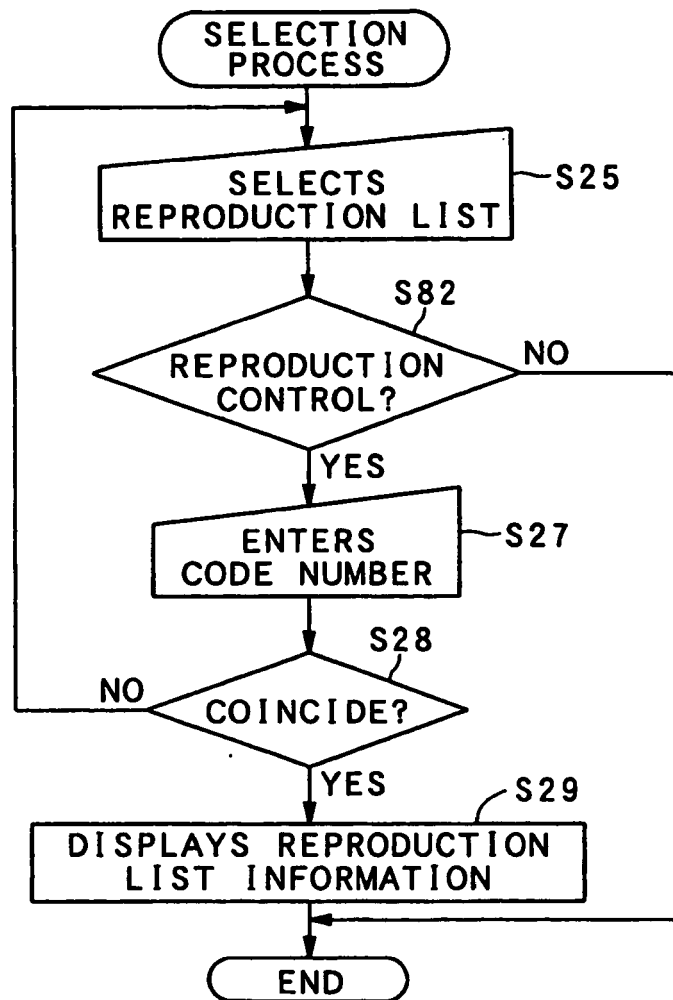 SELECTION
PROCESS
SELECTS
REPRODUCTION LIST
S25
S82
REPRODUCTION
CONTROL?
NO
YES
ENTERS
CODE NUMBER
S27
S28
NO
COINCIDE?
YES
S29
DISPLAYS REPRODUCTION
LIST INFORMATION
END